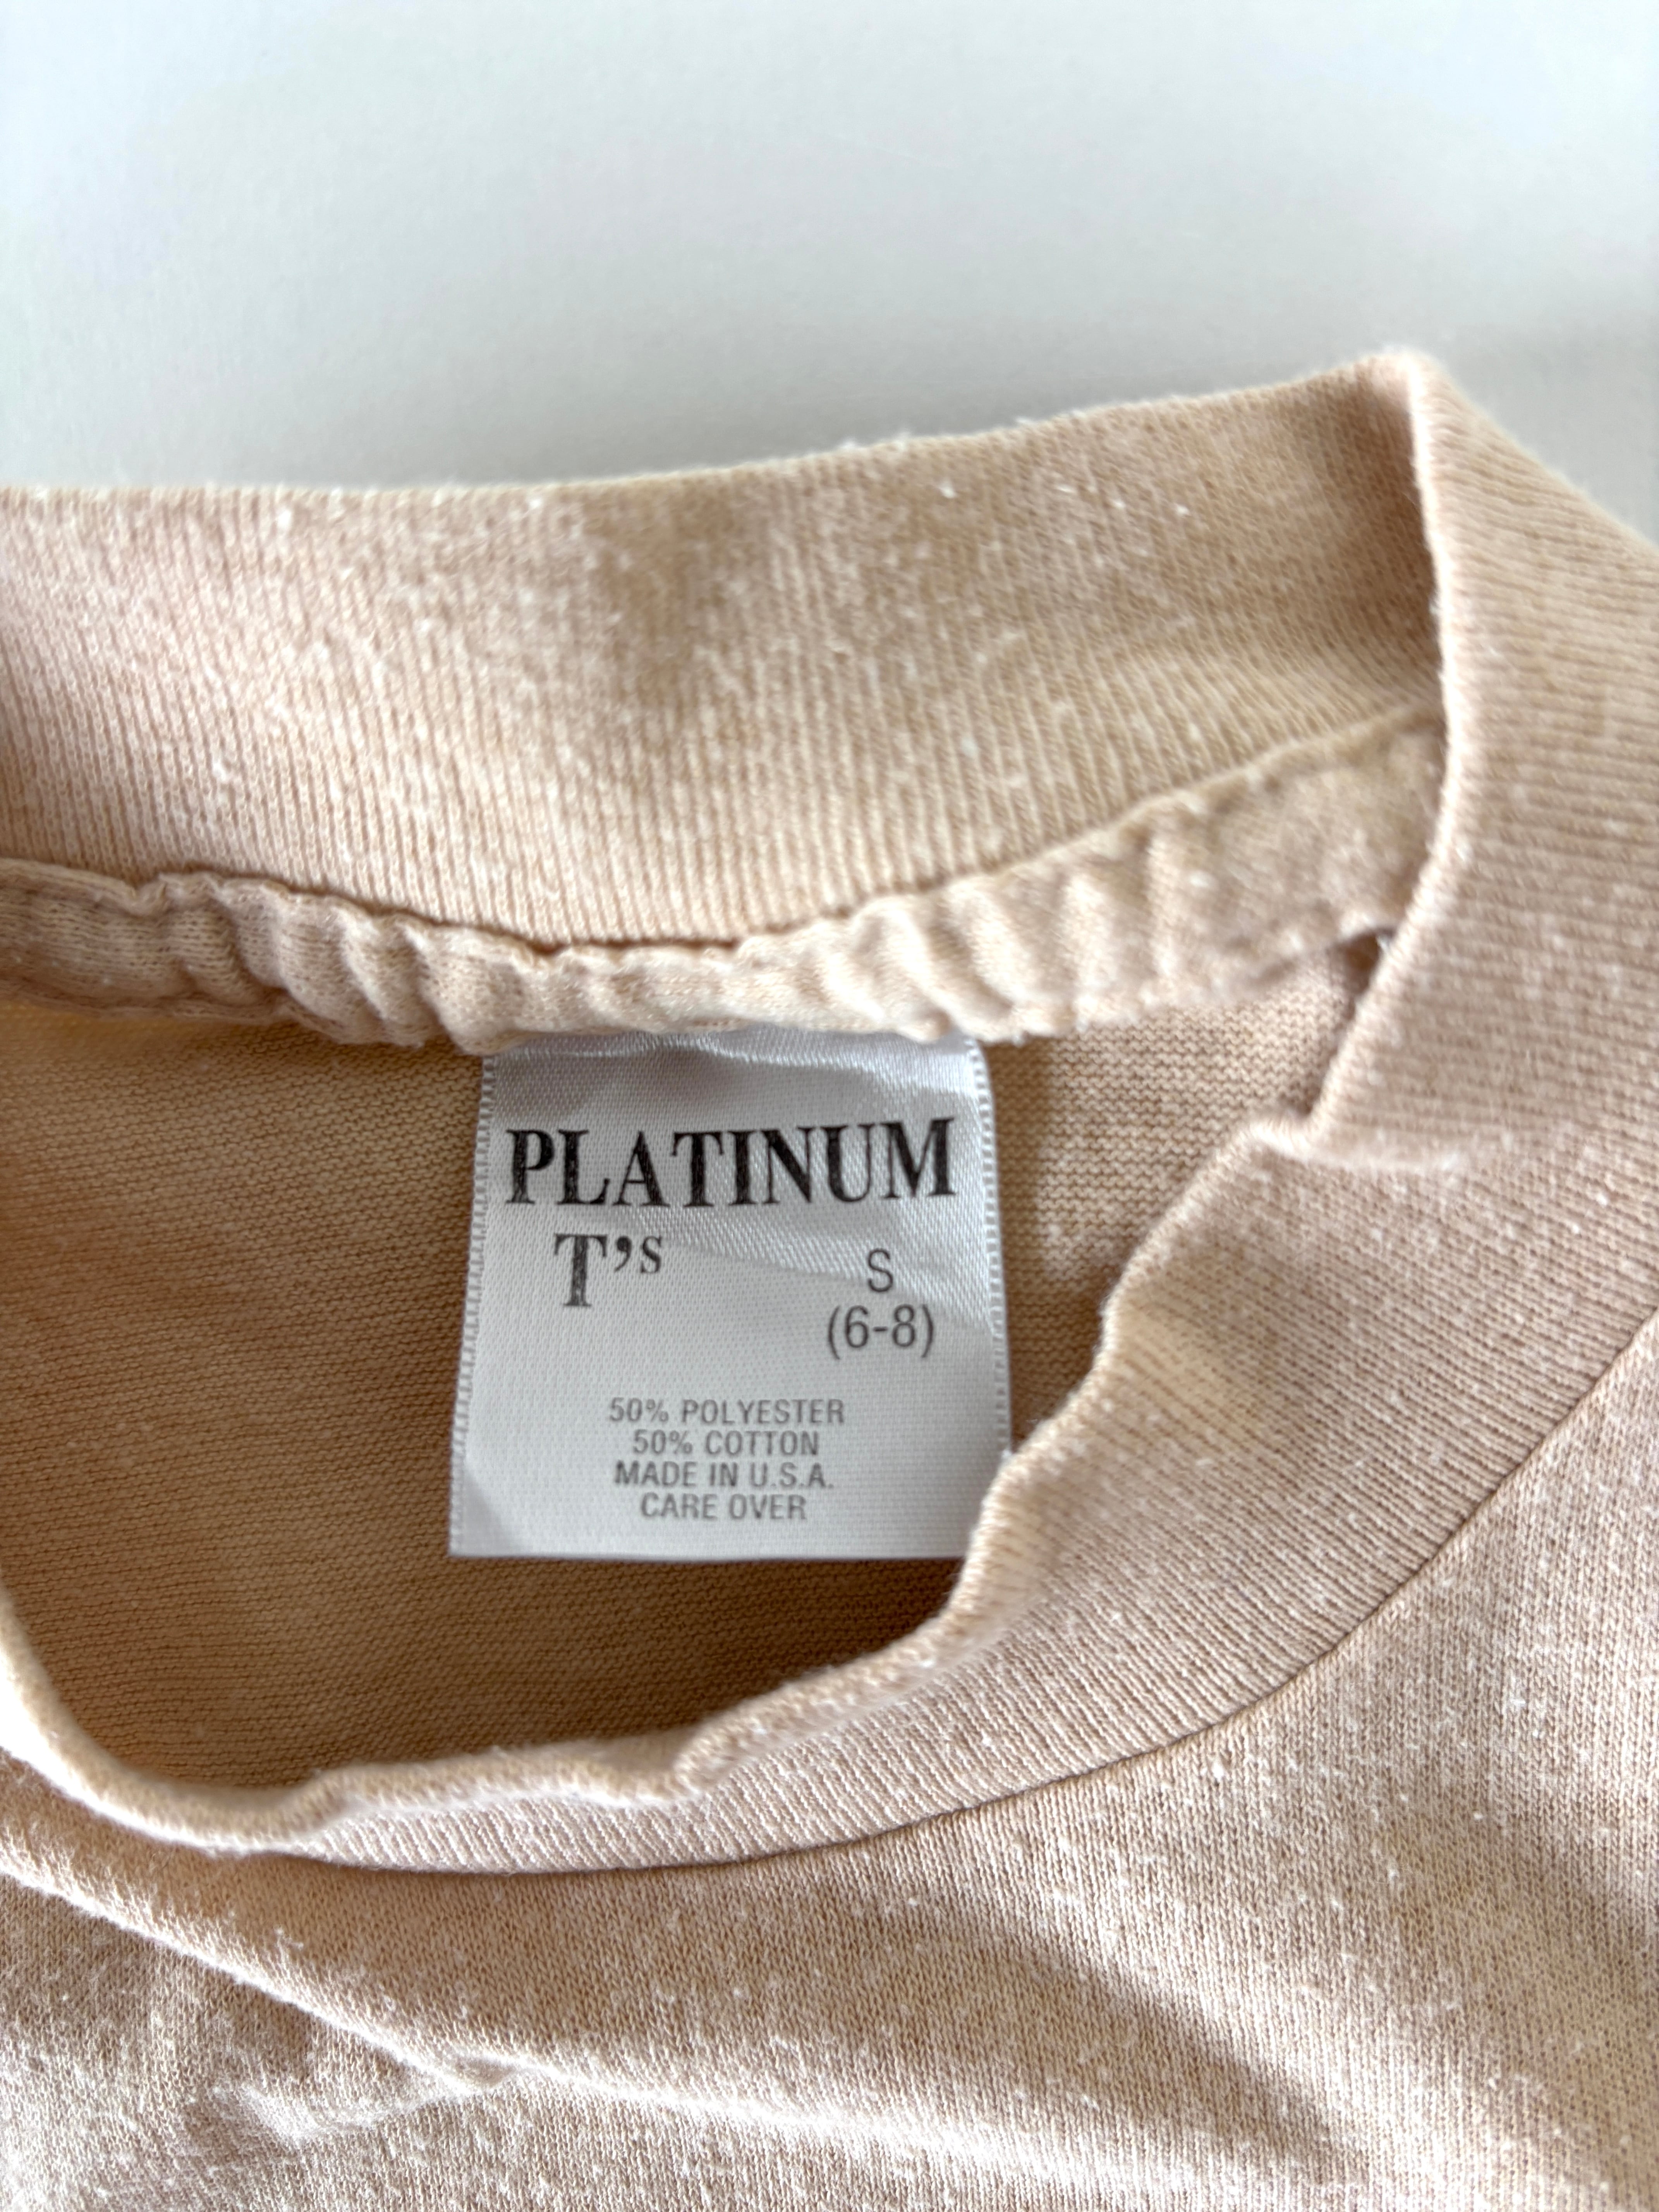 PLATINUM
T's S
(6-8)
50% POLYESTER
50% COTTON
MADE IN U.S.A.
CARE OVER